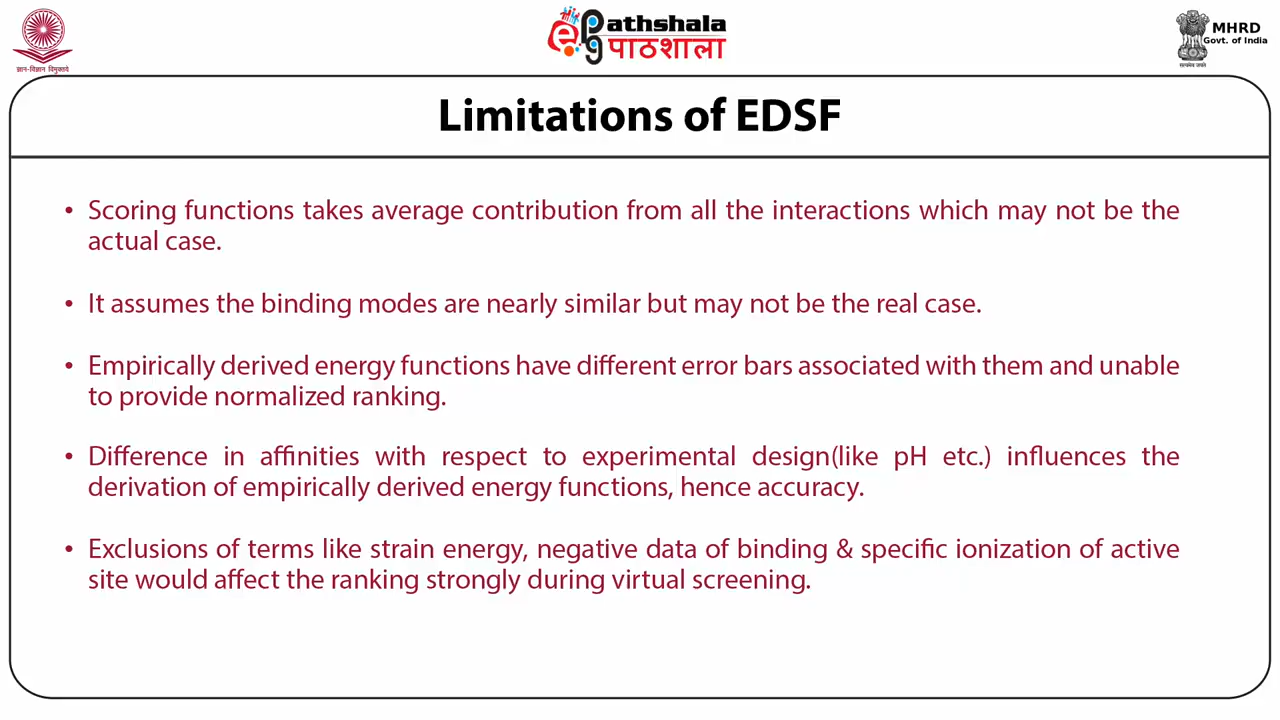 ज्ञान-विज्ञान विमुक्तये
ePG Pathshala
पाठशाला
MHRD
Govt. of India
सत्यमेव जयते
Limitations of EDSF
• Scoring functions takes average contribution from all the interactions which may not be the
actual case.
• It assumes the binding modes are nearly similar but may not be the real case.
• Empirically derived energy functions have different error bars associated with them and unable
to provide normalized ranking.
• Difference in affinities with respect to experimental design(like pH etc.) influences the
derivation of empirically derived energy functions, hence accuracy.
• Exclusions of terms like strain energy, negative data of binding & specific ionization of active
site would affect the ranking strongly during virtual screening.